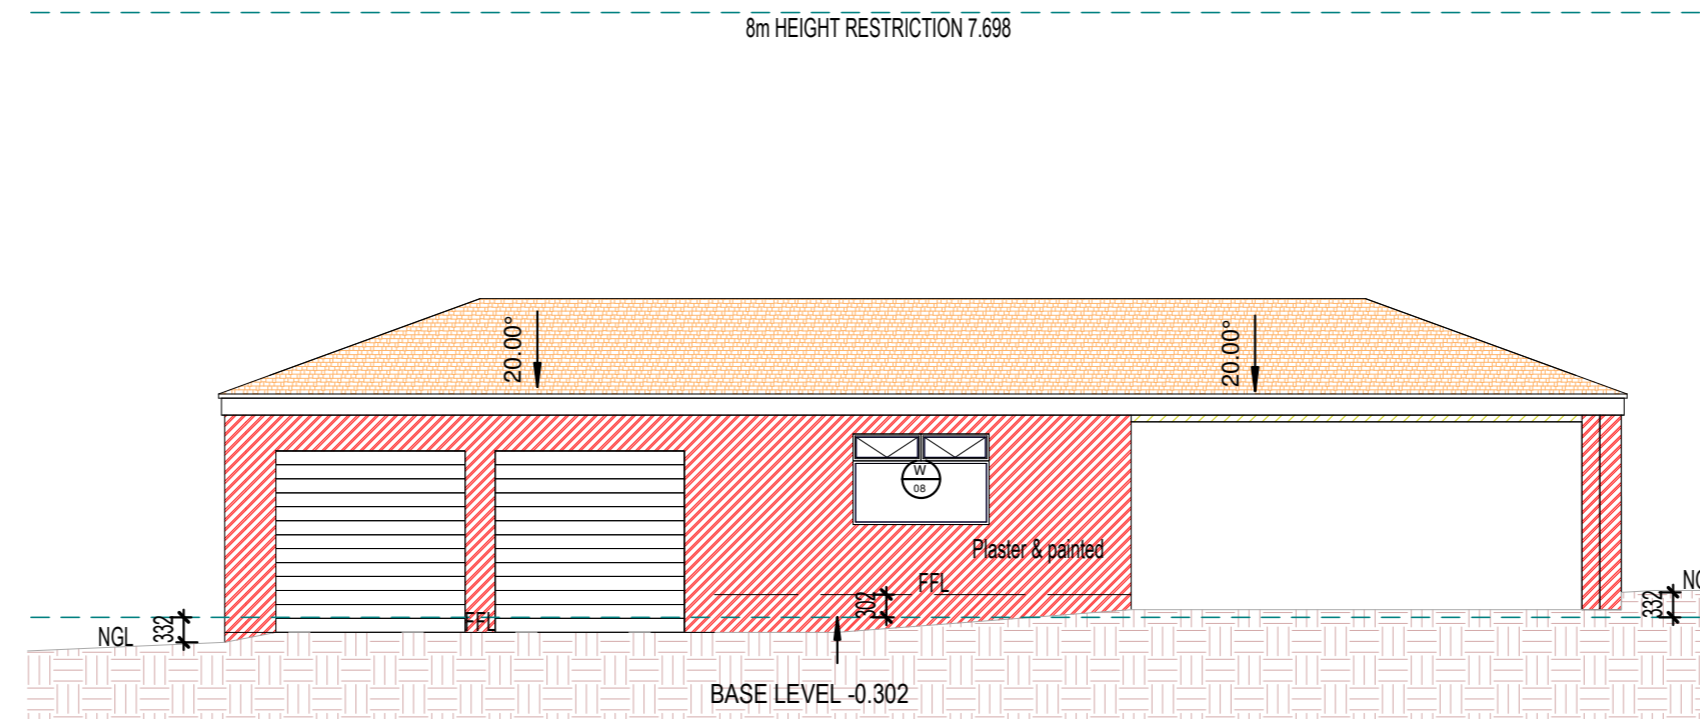 8m HEIGHT RESTRICTION 7.698
20.00°
20.00°
W
08
Plaster & painted
FFL
302
332
FFL
NGL
332
BASE LEVEL -0.302